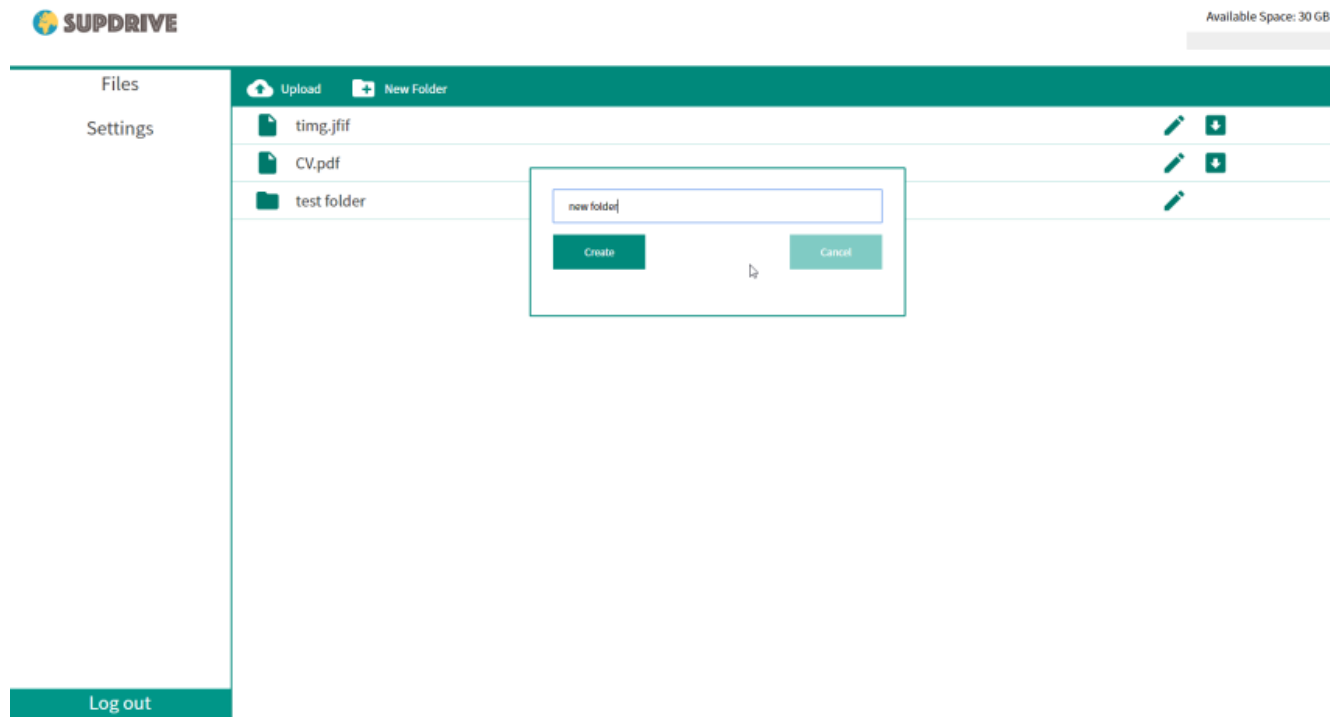 SUPDRIVE
Available Space: 30 GB
Files
Settings
Upload New Folder
timg.jfif
CV.pdf
test folder
new folder
Create Cancel
Log out